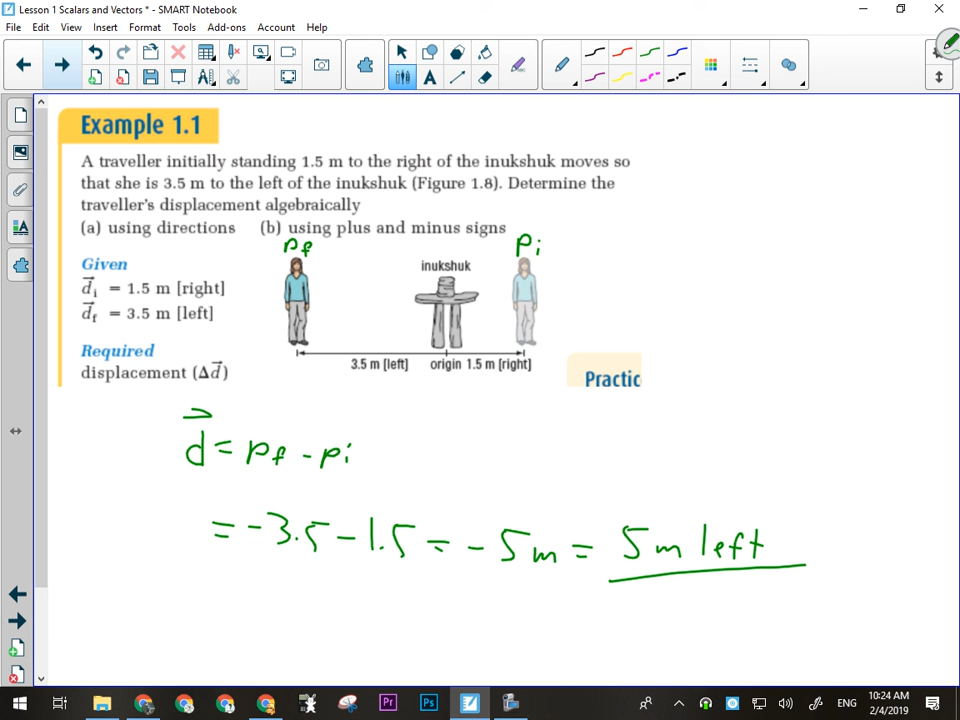 Lesson 1 Scalars and Vectors * - SMART Notebook
File Edit View Insert Format Tools Add-ons Account Help
Example 1.1
A traveller initially standing 1.5 m to the right of the inukshuk moves so
that she is 3.5 m to the left of the inukshuk (Figure 1.8). Determine the
traveller's displacement algebraically
(a) using directions (b) using plus and minus signs
Pf Pi
Given
d⃗i = 1.5 m [right]
d⃗f = 3.5 m [left]
Required
displacement (Δd⃗)
inukshuk
3.5 m [left] origin 1.5 m [right]
Practic
d⃗ = Pf - Pi
= -3.5 - 1.5 = -5m = 5m left
Pr Ps
ENG
10:24 AM
2/4/2019